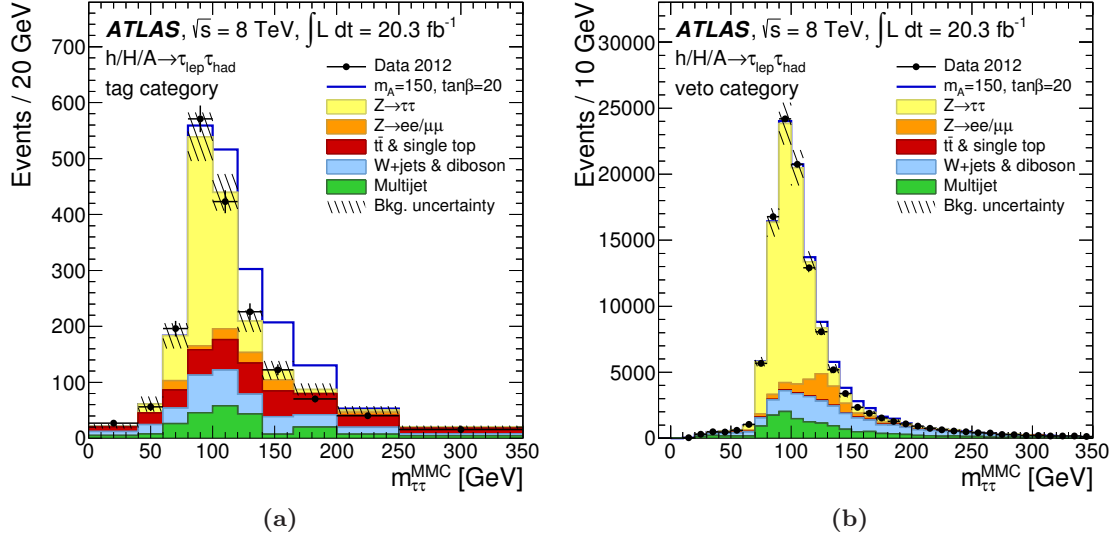 ATLAS, √s = 8 TeV, ∫L dt = 20.3 fb⁻¹
h/H/A→τ_lepτ_had
tag category
Data 2012
m_A=150, tanβ=20
Z→ττ
Z→ee/μμ
tt̄ & single top
W+jets & diboson
Multijet
Bkg. uncertainty
Events / 20 GeV
700
600
500
400
300
200
100
0
0 50 100 150 200 250 300 350
m_ττ^MMC [GeV]
(a)
ATLAS, √s = 8 TeV, ∫L dt = 20.3 fb⁻¹
h/H/A→τ_lepτ_had
veto category
Data 2012
m_A=150, tanβ=20
Z→ττ
Z→ee/μμ
tt̄ & single top
W+jets & diboson
Multijet
Bkg. uncertainty
Events / 10 GeV
30000
25000
20000
15000
10000
5000
0
0 50 100 150 200 250 300 350
m_ττ^MMC [GeV]
(b)